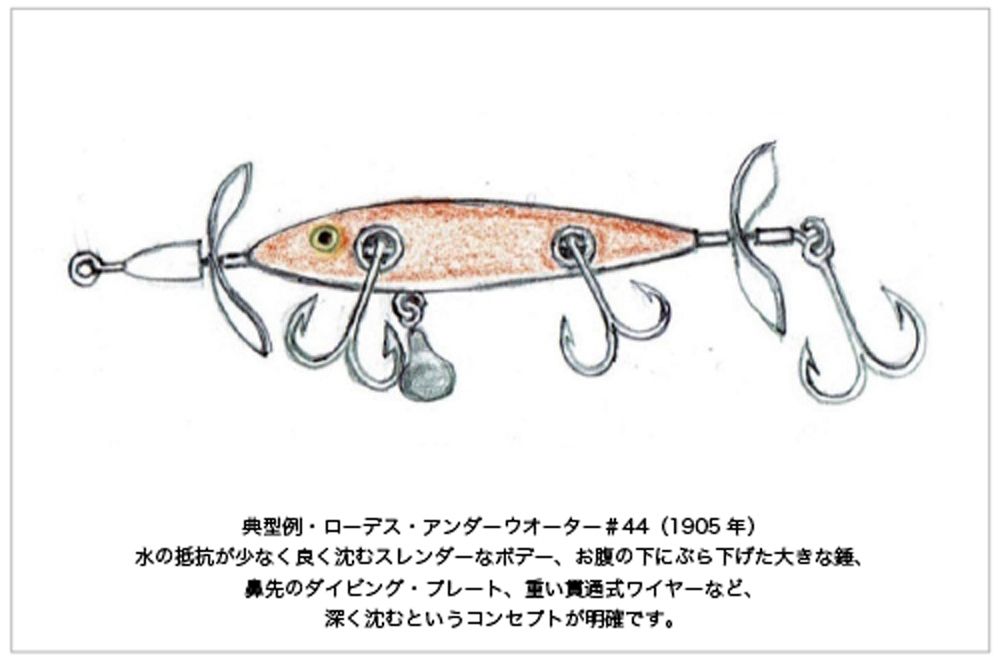 典型例・ローデス・アンダーウオーター＃44（1905 年）
水の抵抗が少なく良く沈むスレンダーなボデー、お腹の下にぶら下げた大きな錘、
鼻先のダイビング・プレート、重い貫通式ワイヤーなど、
深く沈むというコンセプトが明確です。